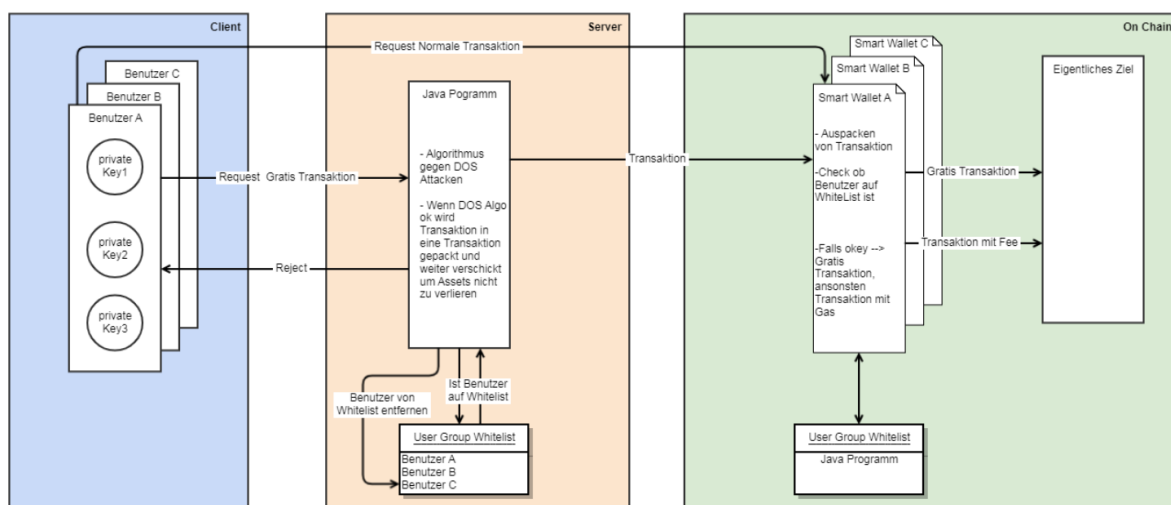 Client
Benutzer C
Benutzer B
Benutzer A
private
Key1
private
Key2
private
Key3
Request Normale Transaktion
Request  Gratis Transaktion
Reject
Server
Java Pogramm
- Algorithmus
gegen DOS
Attacken
- Wenn DOS Algo
ok wird
Transaktion in
eine Transaktion
gepackt und
weiter verschickt
um Assets nicht
zu verlieren
Benutzer von
Whitelist entfernen
Ist Benutzer
auf Whitelist
User Group Whitelist
Benutzer A
Benutzer B
Benutzer C
Transaktion
On Chain
Smart Wallet C
Smart Wallet B
Smart Wallet A
- Auspacken
von Transaktion
-Check ob
Benutzer auf
WhiteList ist
-Falls okey -->
Gratis
Transaktion,
ansonsten
Transaktion mit
Gas
Gratis Transaktion
Transaktion mit Fee
Eigentliches Ziel
User Group Whitelist
Java Programm